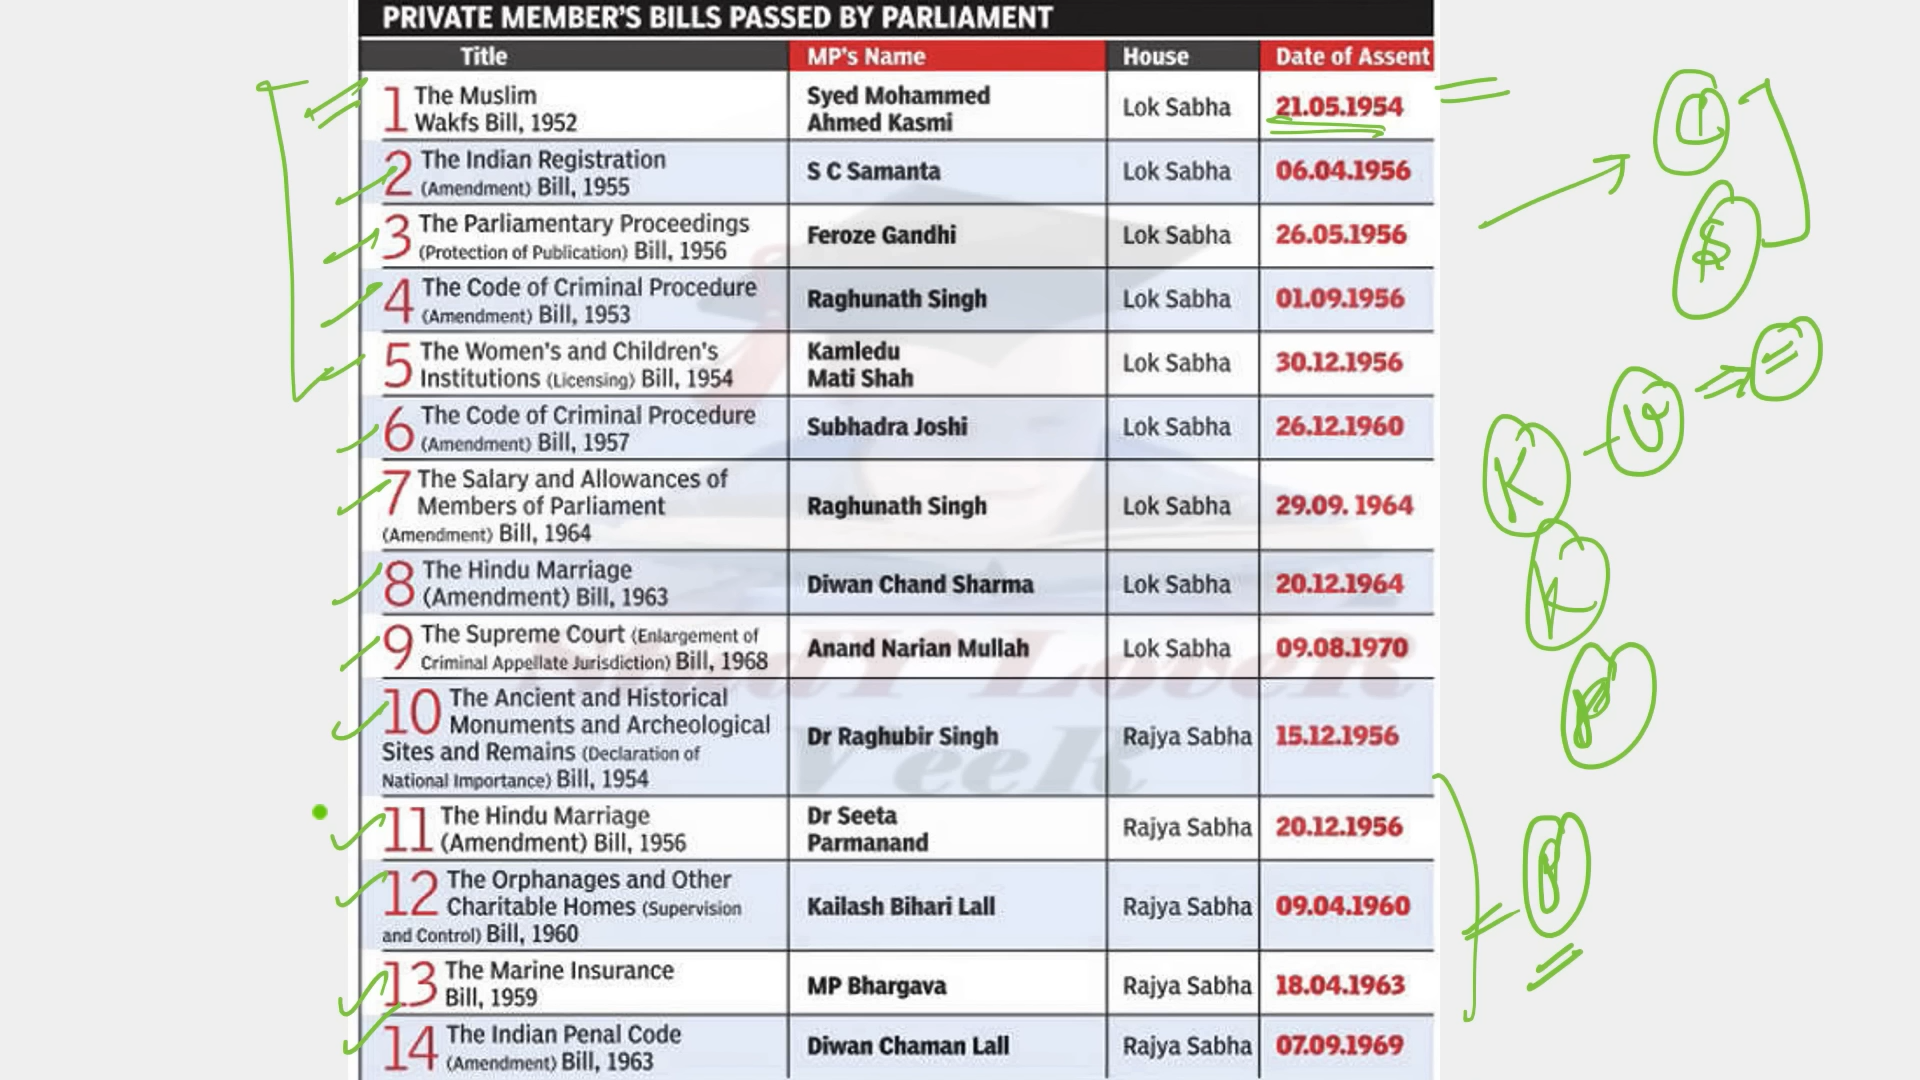 PRIVATE MEMBER'S BILLS PASSED BY PARLIAMENT
Title MP's Name House Date of Assent
1 The Muslim
Wakfs Bill, 1952
Syed Mohammed
Ahmed Kasmi
Lok Sabha 21.05.1954
2 The Indian Registration
(Amendment) Bill, 1955
S C Samanta Lok Sabha 06.04.1956
3 The Parliamentary Proceedings
(Protection of Publication) Bill, 1956
Feroze Gandhi Lok Sabha 26.05.1956
4 The Code of Criminal Procedure
(Amendment) Bill, 1953
Raghunath Singh Lok Sabha 01.09.1956
5 The Women's and Children's
Institutions (Licensing) Bill, 1954
Kamledu
Mati Shah
Lok Sabha 30.12.1956
6 The Code of Criminal Procedure
(Amendment) Bill, 1957
Subhadra Joshi Lok Sabha 26.12.1960
7 The Salary and Allowances of
Members of Parliament
(Amendment) Bill, 1964
Raghunath Singh Lok Sabha 29.09. 1964
8 The Hindu Marriage
(Amendment) Bill, 1963
Diwan Chand Sharma Lok Sabha 20.12.1964
9 The Supreme Court (Enlargement of
Criminal Appellate Jurisdiction) Bill, 1968
Anand Narian Mullah Lok Sabha 09.08.1970
10 The Ancient and Historical
Monuments and Archeological
Sites and Remains (Declaration of
National Importance) Bill, 1954
Dr Raghubir Singh Rajya Sabha 15.12.1956
11 The Hindu Marriage
(Amendment) Bill, 1956
Dr Seeta
Parmanand
Rajya Sabha 20.12.1956
12 The Orphanages and Other
Charitable Homes (Supervision
and Control) Bill, 1960
Kailash Bihari Lall Rajya Sabha 09.04.1960
13 The Marine Insurance
Bill, 1959
MP Bhargava Rajya Sabha 18.04.1963
14 The Indian Penal Code
(Amendment) Bill, 1963
Diwan Chaman Lall Rajya Sabha 07.09.1969
StudY LoveR
VeeR
K